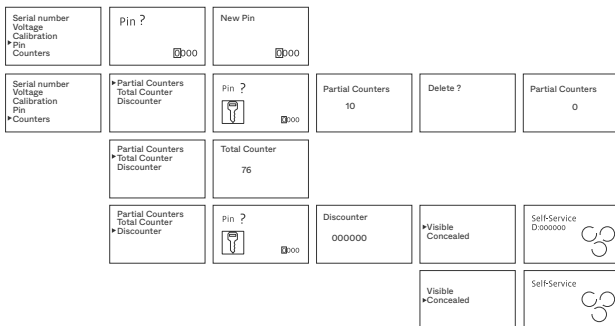 Serial number
Voltage
Calibration
▸Pin
Counters
Pin ?
0000
New Pin
0000
Serial number
Voltage
Calibration
Pin
▸Counters
▸Partial Counters
Total Counter
Discounter
Pin ?
0000
Partial Counters
10
Delete ?
Partial Counters
0
Partial Counters
▸Total Counter
Discounter
Total Counter
76
Partial Counters
Total Counter
▸Discounter
Pin ?
0000
Discounter
000000
▸Visible
Concealed
Self-Service
D:000000
Visible
▸Concealed
Self-Service